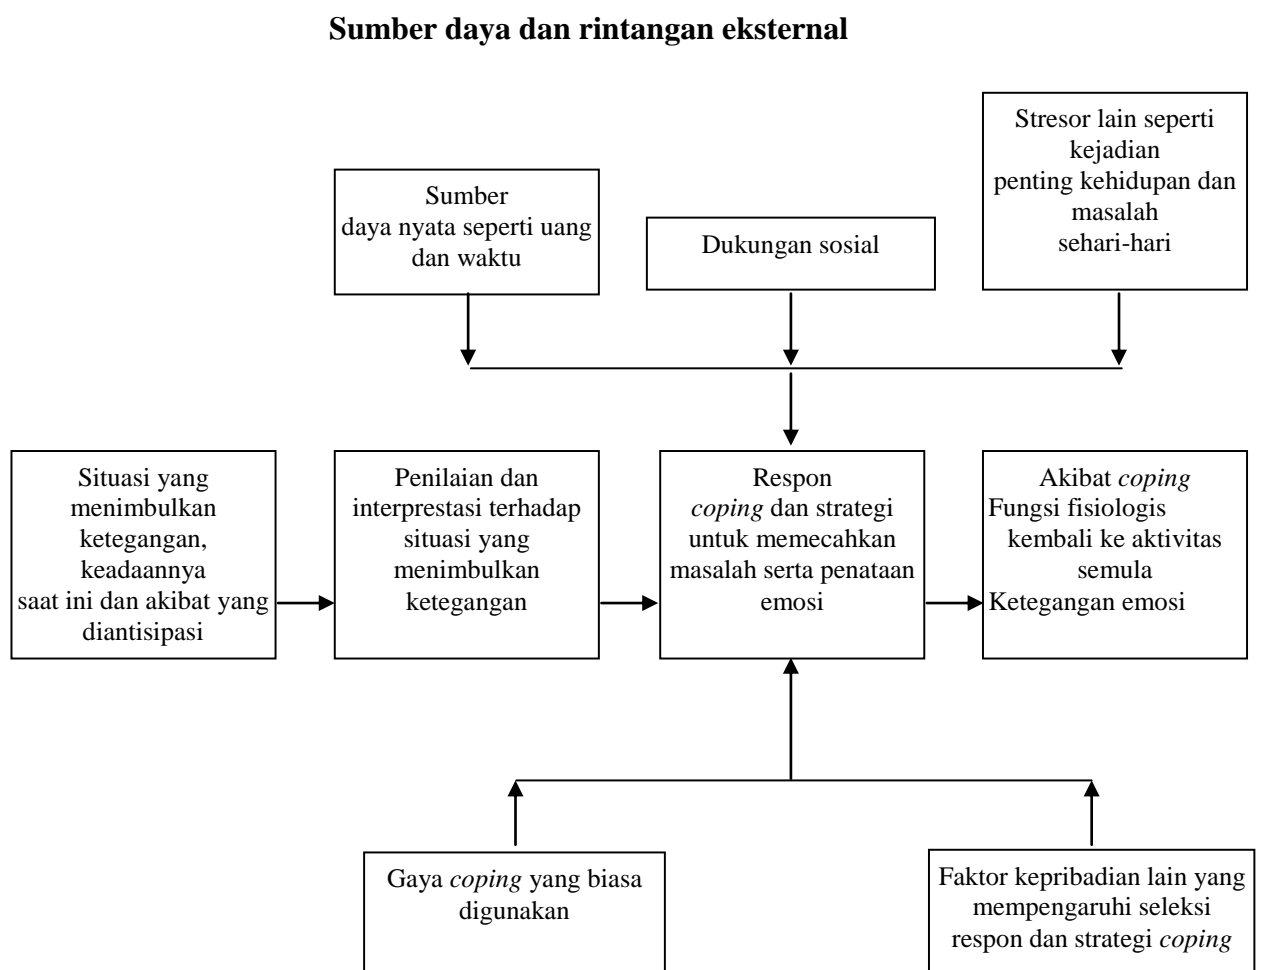 Sumber daya dan rintangan eksternal
Stresor lain seperti
kejadian
penting kehidupan dan
masalah
sehari-hari
Sumber
daya nyata seperti uang
dan waktu
Dukungan sosial
Situasi yang
menimbulkan
ketegangan,
keadaannya
saat ini dan akibat yang
diantisipasi
Penilaian dan
interprestasi terhadap
situasi yang
menimbulkan
ketegangan
Respon
coping dan strategi
untuk memecahkan
masalah serta penataan
emosi
Akibat coping
Fungsi fisiologis
kembali ke aktivitas
semula
Ketegangan emosi
Gaya coping yang biasa
digunakan
Faktor kepribadian lain yang
mempengaruhi seleksi
respon dan strategi coping